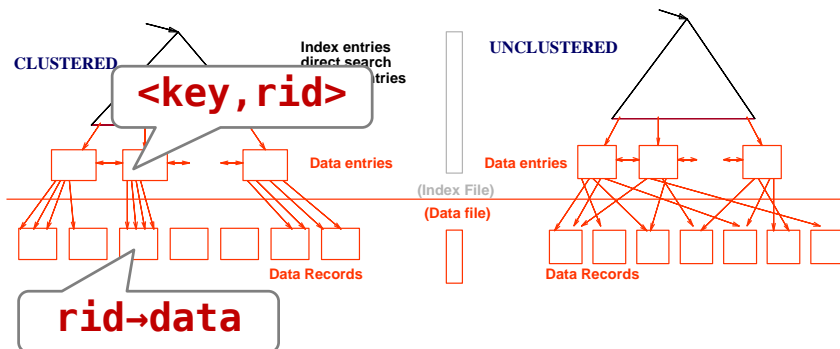 CLUSTERED
Index entries
direct search
ntries
<key,rid>
UNCLUSTERED
Data entries
Data entries
(Index File)
(Data file)
Data Records
Data Records
rid→data